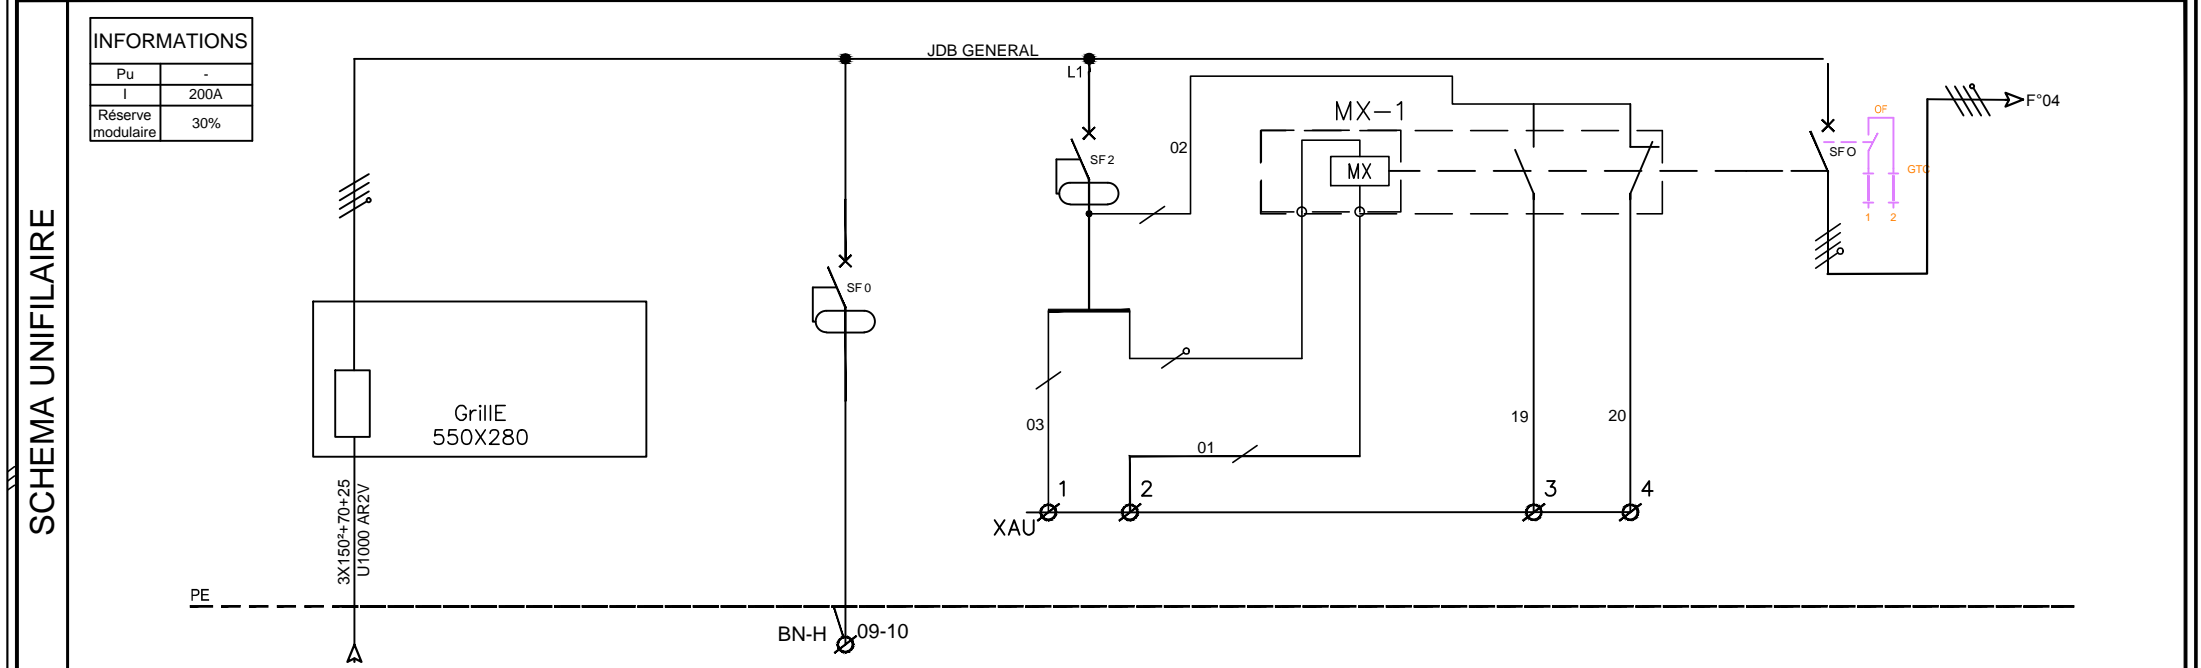 SCHEMA UNIFILAIRE
INFORMATIONS
Pu -
I 200A
Réserve modulaire 30%
JDB GENERAL
L1
SF2
02
MX-1
MX
SFO
OF
GTC
1 2
F°04
SF0
GrillE
550X280
03
01
19
20
1
2
3
4
XAU
3X150²+70+25
U1000 AR2V
PE
BN-H
09-10